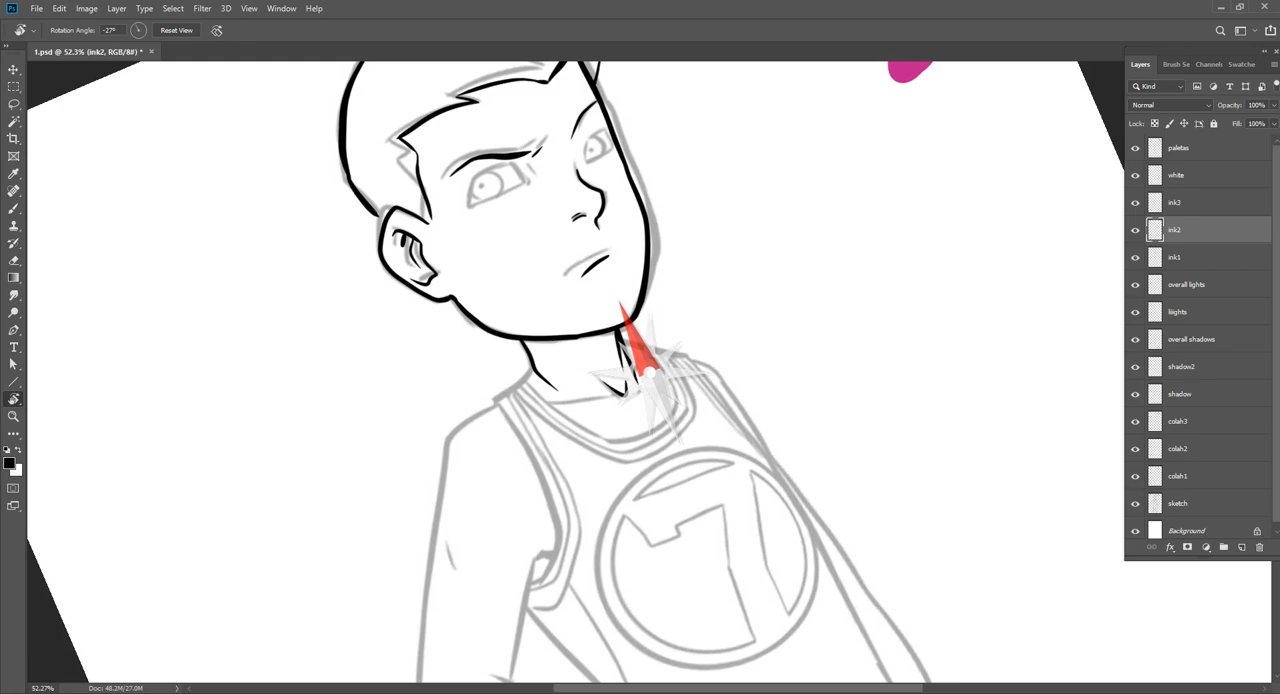 Ps File Edit Image Layer Type Select Filter 3D View Window Help
Rotation Angle: -27° Reset View
1.psd @ 52.3% (ink2, RGB/8#) * ×
Layers Brush Se Channels Swatche
Kind
Normal Opacity: 100%
Lock: Fill: 100%
paletas
white
ink3
ink2
ink1
overall lights
liiights
overall shadows
shadow2
shadow
colah3
colah2
colah1
sketch
Background
fx
52.27% Doc: 48.2M/27.0M